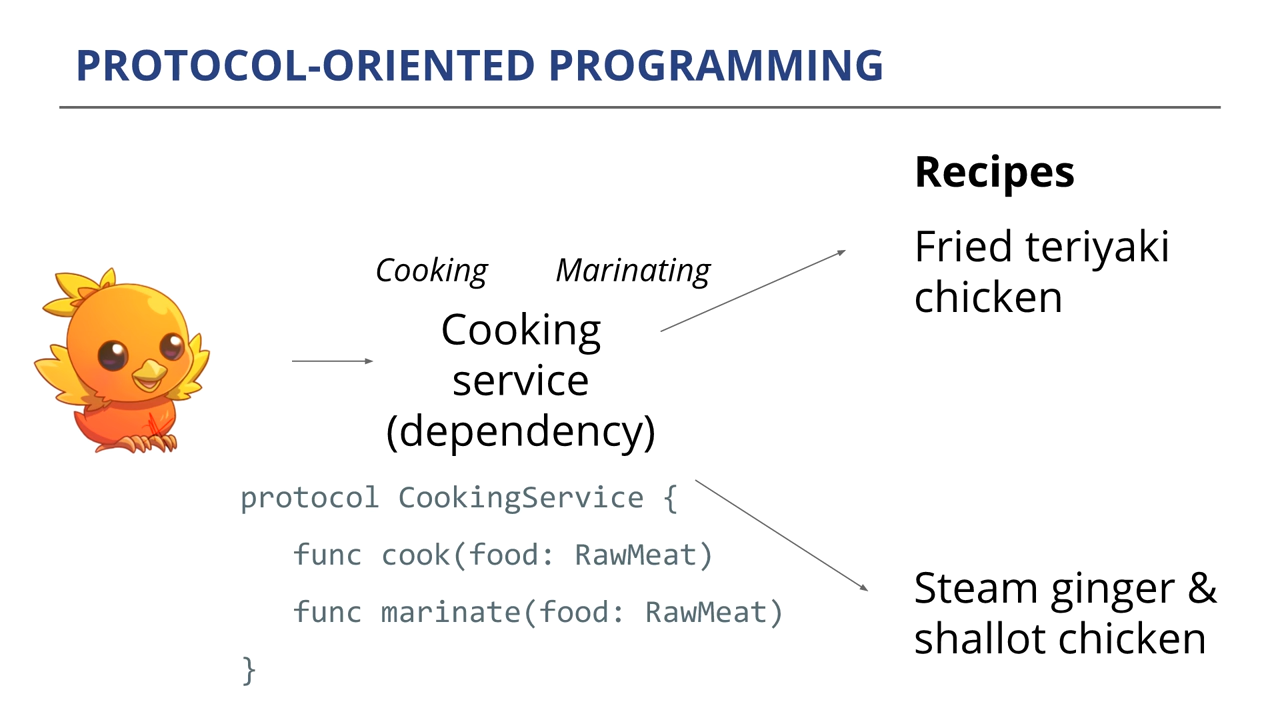 PROTOCOL-ORIENTED PROGRAMMING
Recipes
Fried teriyaki
chicken
Cooking Marinating
Cooking
service
(dependency)
protocol CookingService {
func cook(food: RawMeat)
func marinate(food: RawMeat)
}
Steam ginger &
shallot chicken